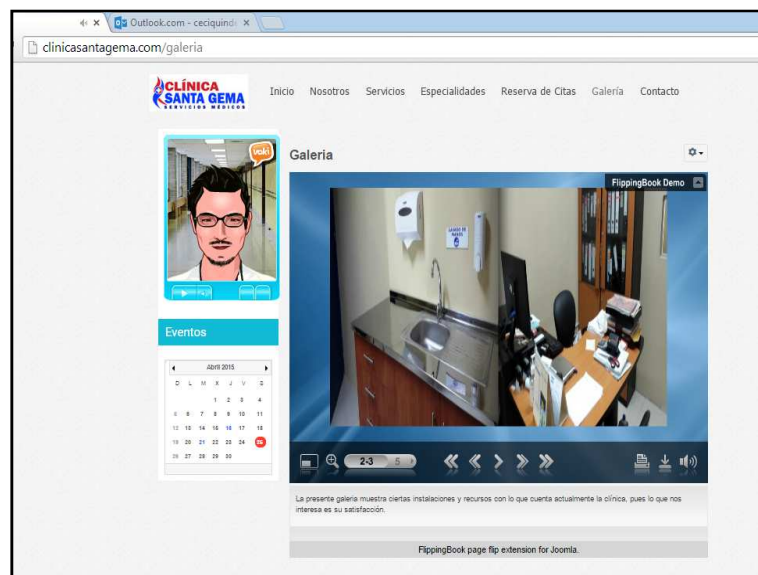 Outlook.com - ceciquind
clinicasantagema.com/galeria
CLÍNICA
SANTA GEMA
SERVICIOS MÉDICOS
Inicio Nosotros Servicios Especialidades Reserva de Citas Galería Contacto
voki
Galeria
FlippingBook Demo
LAVADO DE
MANOS
Eventos
Abril 2015
D L M X J V S
1 2 3 4
5 6 7 8 9 10 11
12 13 14 15 16 17 18
19 20 21 22 23 24 25
26 27 28 29 30
2-3 5
La presente galeria muestra ciertas instalaciones y recursos con lo que cuenta actualmente la clínica, pues lo que nos
interesa es su satisfacción.
FlippingBook page flip extension for Joomla.